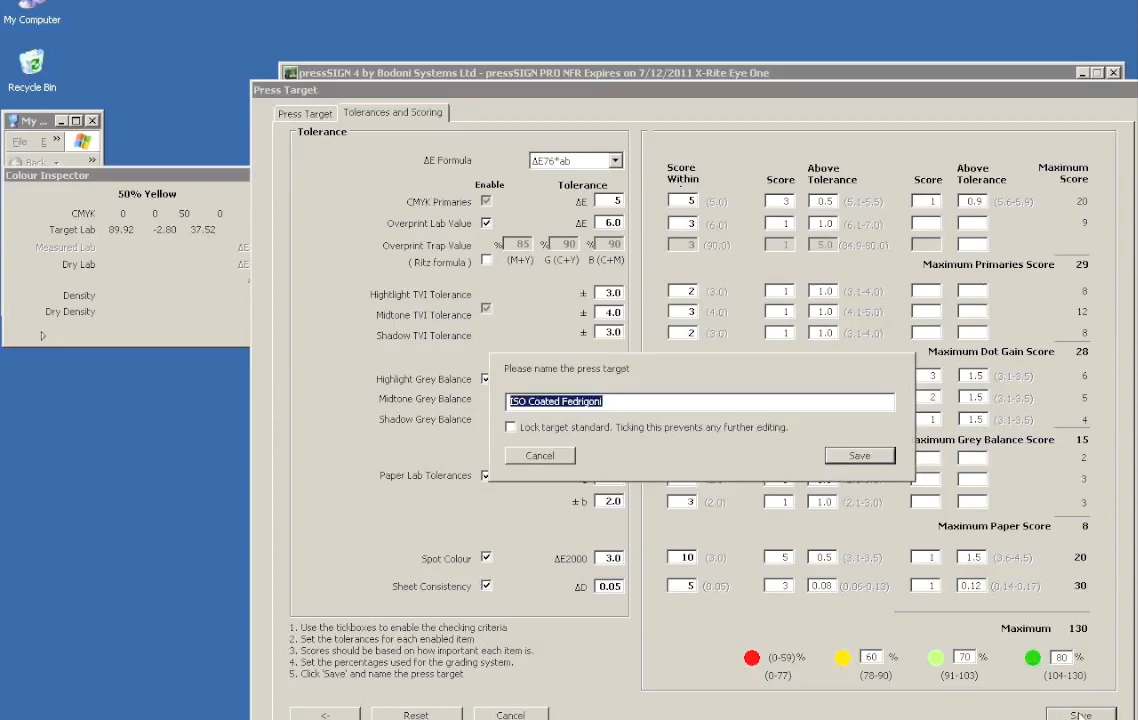 My Computer
Recycle Bin
My ...
File E »
Back »
Colour Inspector
50% Yellow
CMYK 0 0 50 0
Target Lab 89.92 -2.80 37.52
Measured Lab ΔE
Dry Lab ΔE
Density
Dry Density
pressSIGN 4 by Bodoni Systems Ltd - pressSIGN PRO NFR Expires on 7/12/2011 X-Rite Eye One
Press Target
Press Target Tolerances and Scoring
Tolerance
ΔE Formula ΔE76*ab
Enable Tolerance
Score Within Score Above Tolerance Score Above Tolerance Maximum Score
CMYK Primaries ΔE 5 5 (5.0) 3 0.5 (5.1-5.5) 1 0.9 (5.6-5.9) 20
Overprint Lab Value ΔE 6.0 3 (6.0) 1 1.0 (6.1-7.0) 9
Overprint Trap Value % 85 % 90 % 90 3 (90.0) 1 5.0 (84.9-80.0)
( Ritz formula ) (M+Y) G (C+Y) B (C+M)
Maximum Primaries Score 29
Hightlight TVI Tolerance ± 3.0 2 (3.0) 1 1.0 (3.1-4.0) 8
Midtone TVI Tolerance ± 4.0 3 (4.0) 1 1.0 (4.1-5.0) 12
Shadow TVI Tolerance ± 3.0 2 (3.0) 1 1.0 (3.1-4.0) 8
Maximum Dot Gain Score 28
Highlight Grey Balance 3 1.5 (3.1-3.5) 6
Midtone Grey Balance 2 1.5 (3.1-3.5) 5
Shadow Grey Balance 1 1.5 (3.1-3.5) 4
aximum Grey Balance Score 15
2
Paper Lab Tolerances 3
± b 2.0 3 (2.0) 1 1.0 (2.1-3.0) 3
Maximum Paper Score 8
Spot Colour ΔE2000 3.0 10 (3.0) 5 0.5 (3.1-3.5) 1 1.5 (3.6-4.5) 20
Sheet Consistency ΔD 0.05 5 (0.05) 3 0.08 (0.06-0.13) 1 0.12 (0.14-0.17) 30
Maximum 130
(0-59)% 60 % 70 % 80 %
(0-77) (78-90) (91-103) (104-130)
1. Use the tickboxes to enable the checking criteria
2. Set the tolerances for each enabled item
3. Scores should be based on how important each item is.
4. Set the percentages used for the grading system.
5. Click 'Save' and name the press target
<- Reset Cancel Save
Please name the press target
ISO Coated Fedrigoni
Lock target standard. Ticking this prevents any further editing.
Cancel Save